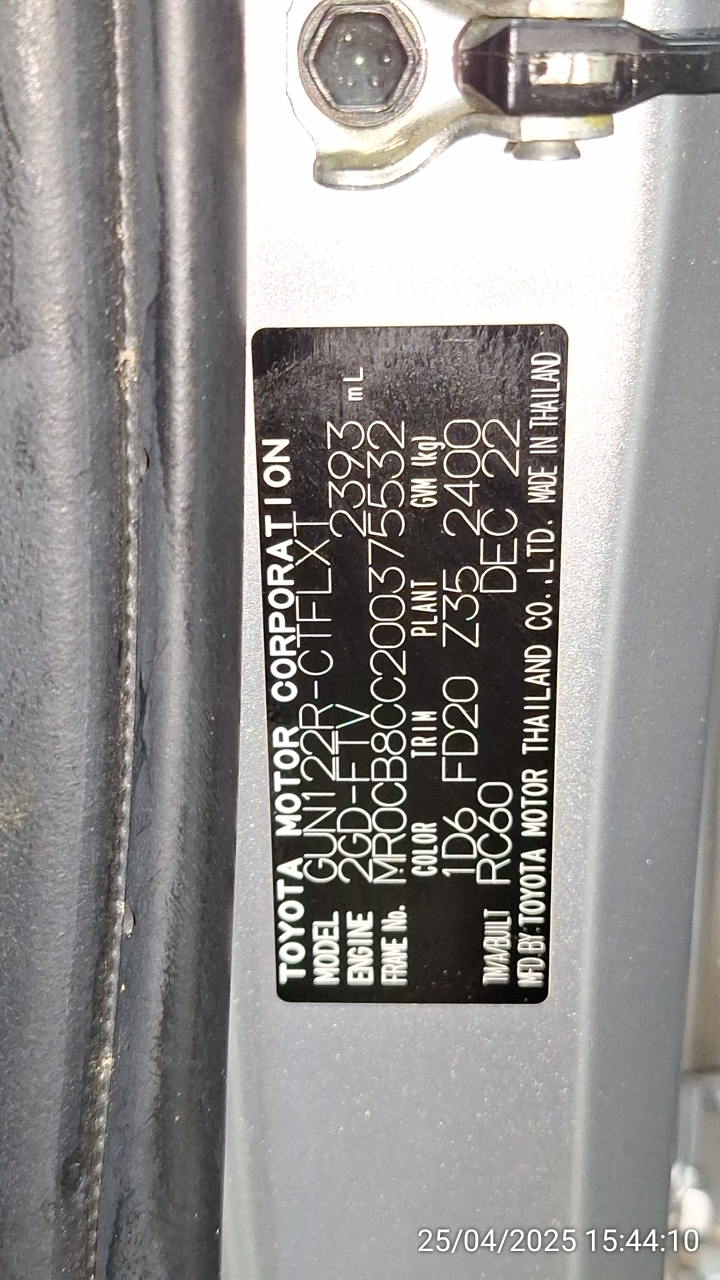 TOYOTA MOTOR CORPORATION
MODEL GUN122R-CTFLXT
ENGINE 2GD-FTV 2393 mL
FRAME No. MR0CB8CC200375532
COLOR TRIM PLANT GVM (kg)
1D6 FD20 Z35 2400
TMA/BUILT RC60 DEC 22
MFD BY TOYOTA MOTOR THAILAND CO.,LTD. MADE IN THAILAND
25/04/2025 15:44:10